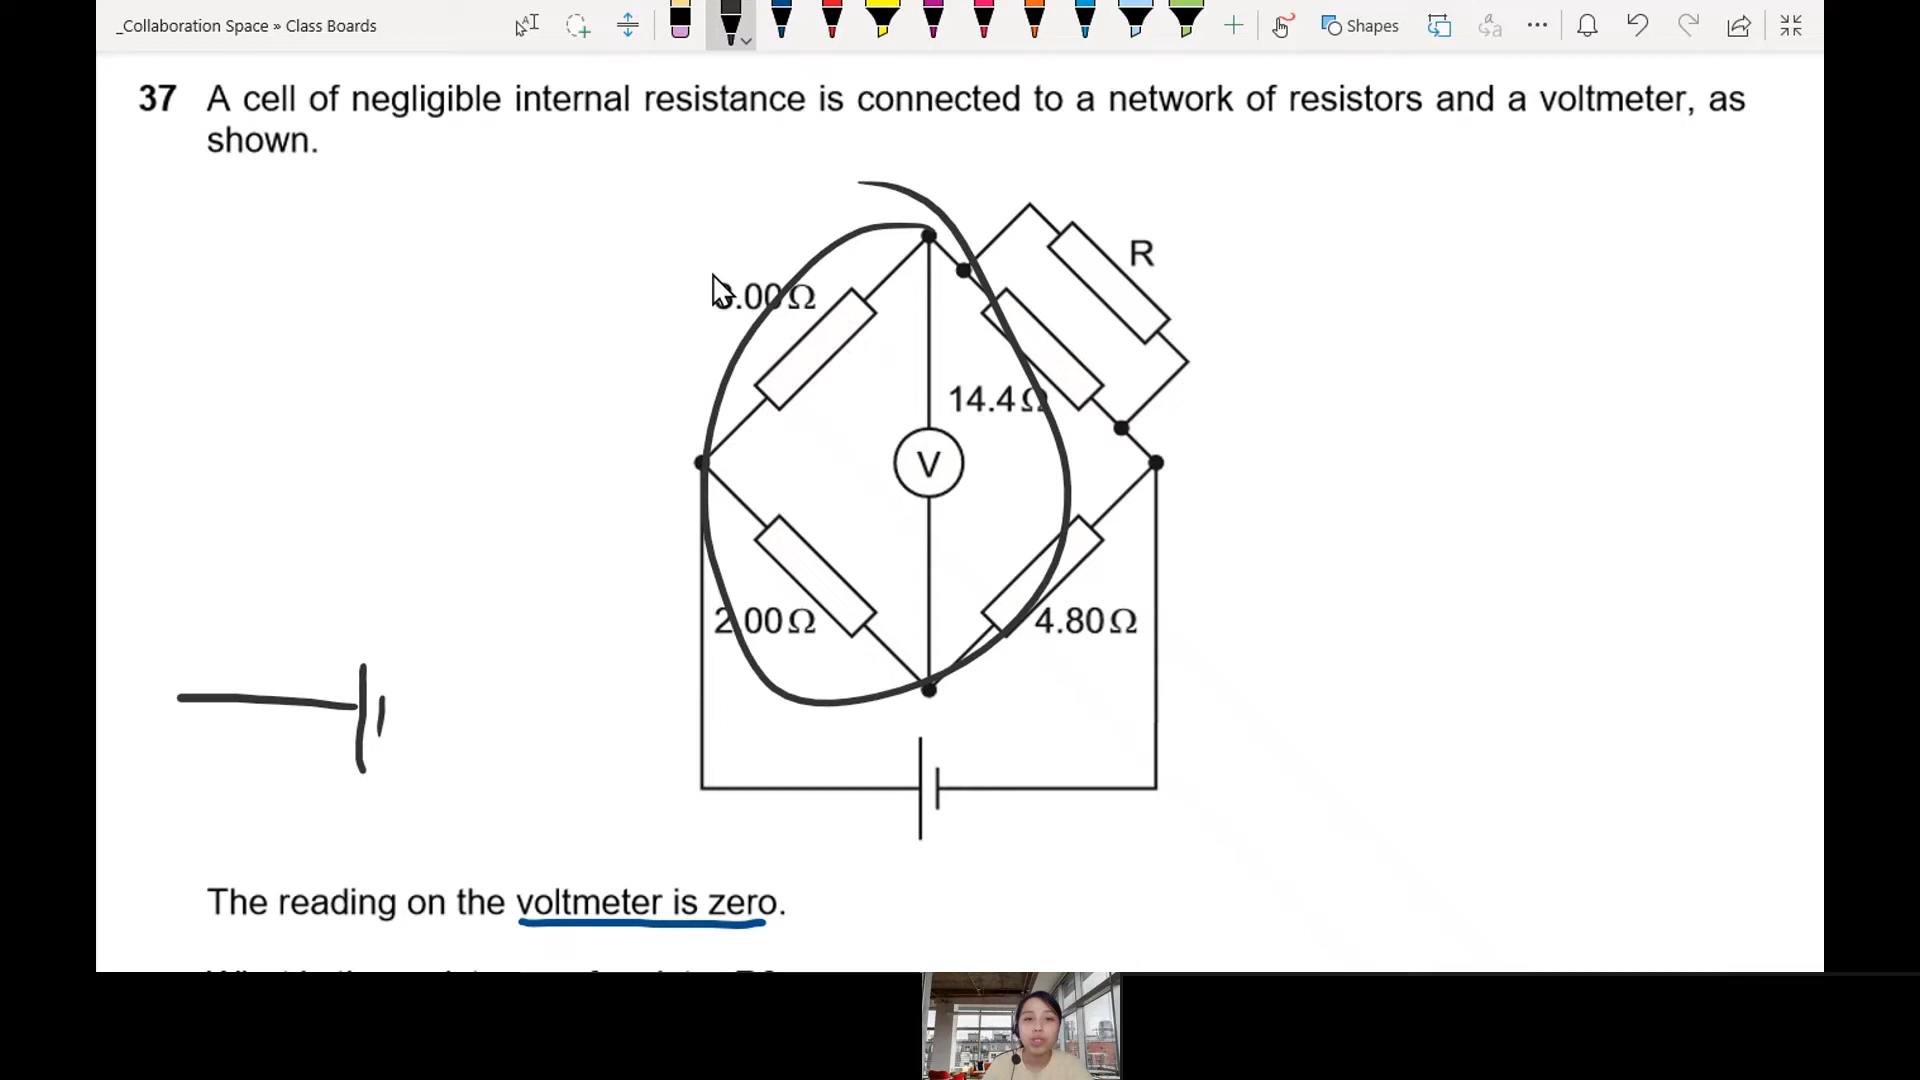 _Collaboration Space » Class Boards
Shapes
37 A cell of negligible internal resistance is connected to a network of resistors and a voltmeter, as
shown.
R
.00Ω
14.4Ω
V
2.00Ω
4.80Ω
The reading on the voltmeter is zero.